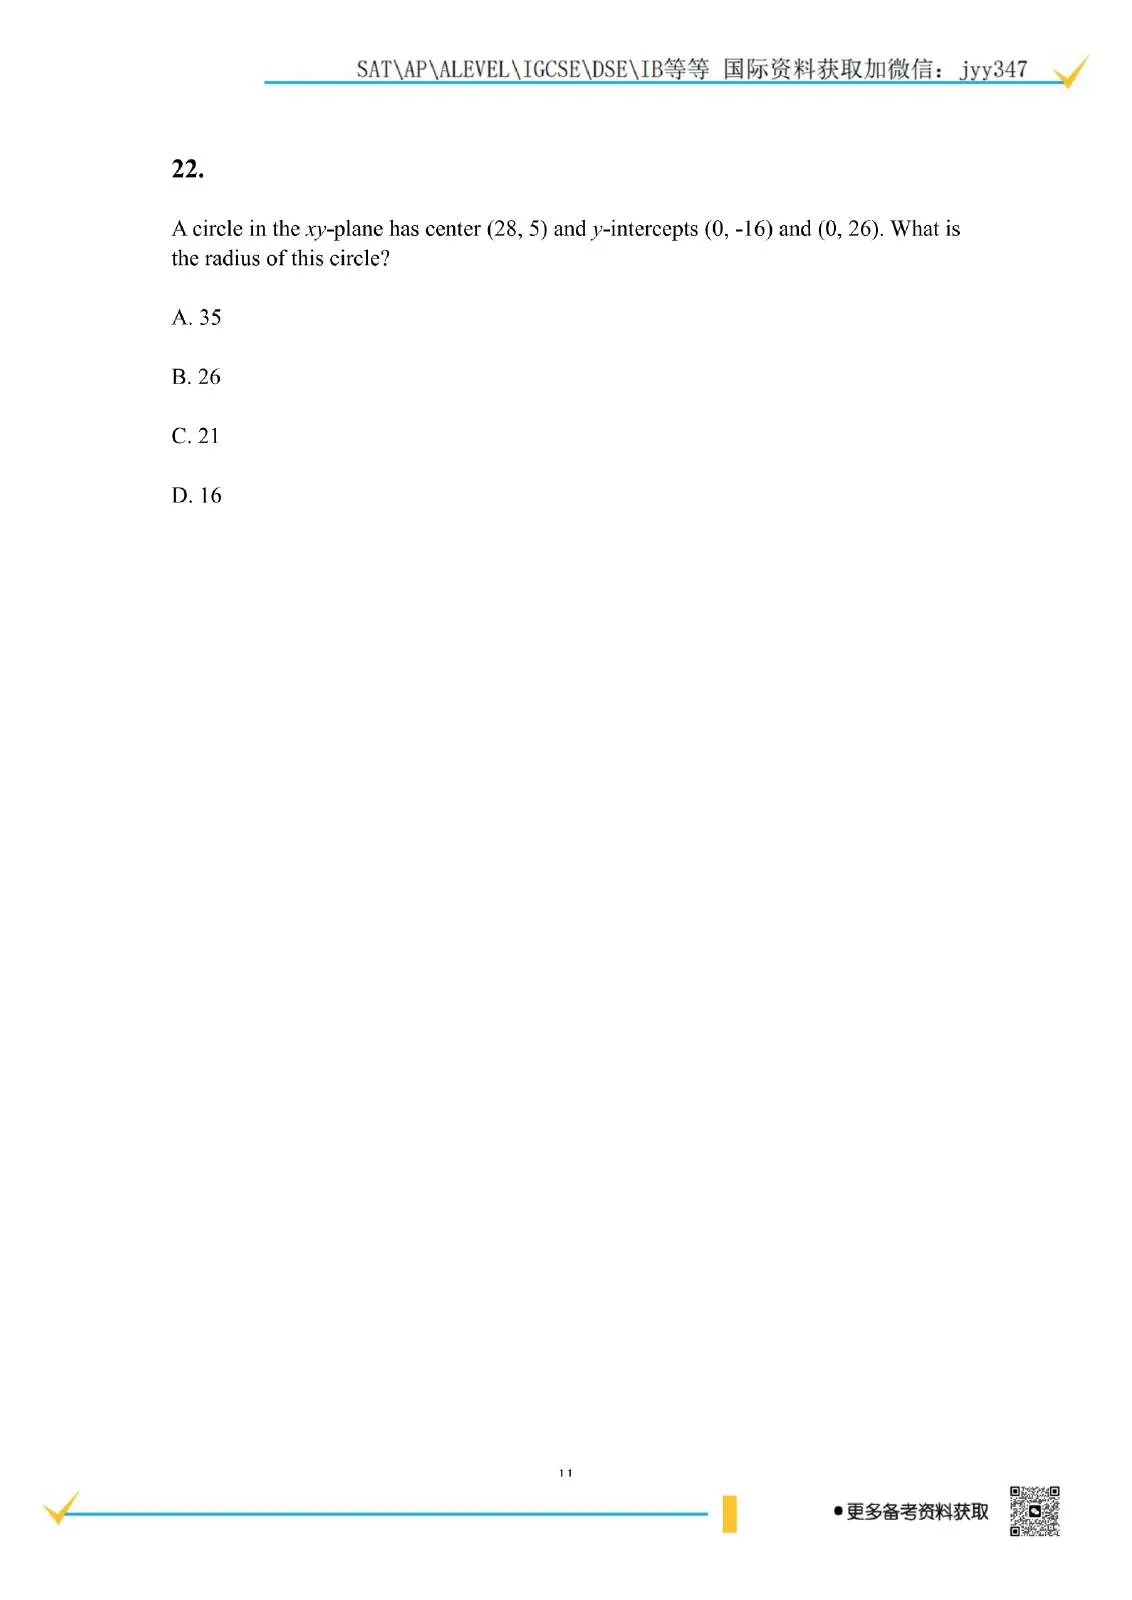 SAT\AP\ALEVEL\IGCSE\DSE\IB等等 国际资料获取加微信：jyy347
22.
A circle in the xy-plane has center (28, 5) and y-intercepts (0, -16) and (0, 26). What is
the radius of this circle?
A. 35
B. 26
C. 21
D. 16
11
•更多备考资料获取